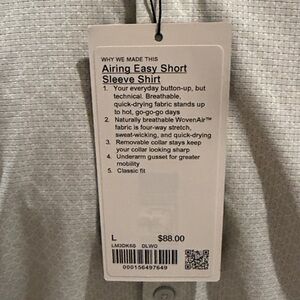 WHY WE MADE THIS
Airing Easy Short
Sleeve Shirt
1. Your everyday button-up, but
technical. Breathable,
quick-drying fabric stands up
to hot, go-go-go days
2. Naturally breathable WovenAir™
fabric is four-way stretch,
sweat-wicking, and quick-drying
3. Removable collar stays keep
your collar looking sharp
4. Underarm gusset for greater
mobility
5. Classic fit
L $88.00
LM3DK6S DLWO
000156497649